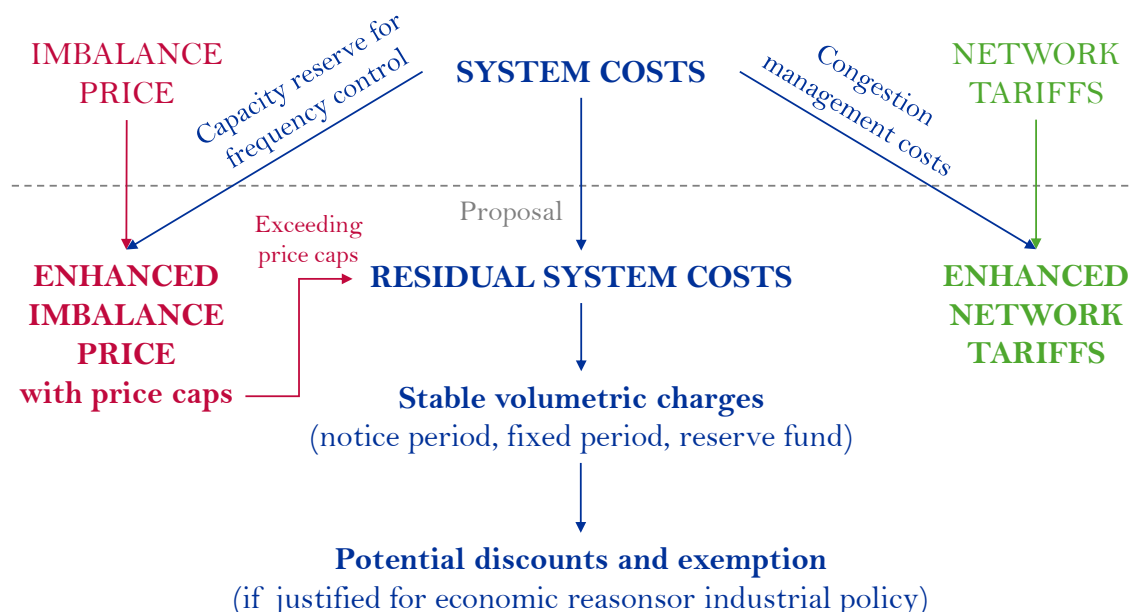 IMBALANCE
PRICE
Capacity reserve for
frequency control
SYSTEM COSTS
Congestion
management costs
NETWORK
TARIFFS
Proposal
Exceeding
price caps
ENHANCED
IMBALANCE
PRICE
with price caps
RESIDUAL SYSTEM COSTS
ENHANCED
NETWORK
TARIFFS
Stable volumetric charges
(notice period, fixed period, reserve fund)
Potential discounts and exemption
(if justified for economic reasonsor industrial policy)